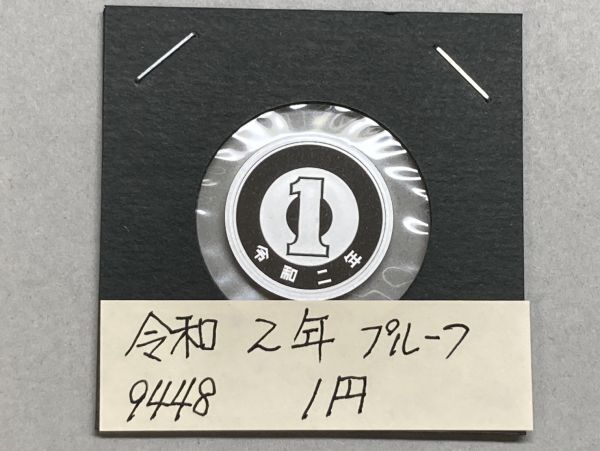 1
令和二年
令和 2年 プルーフ
9448 1円